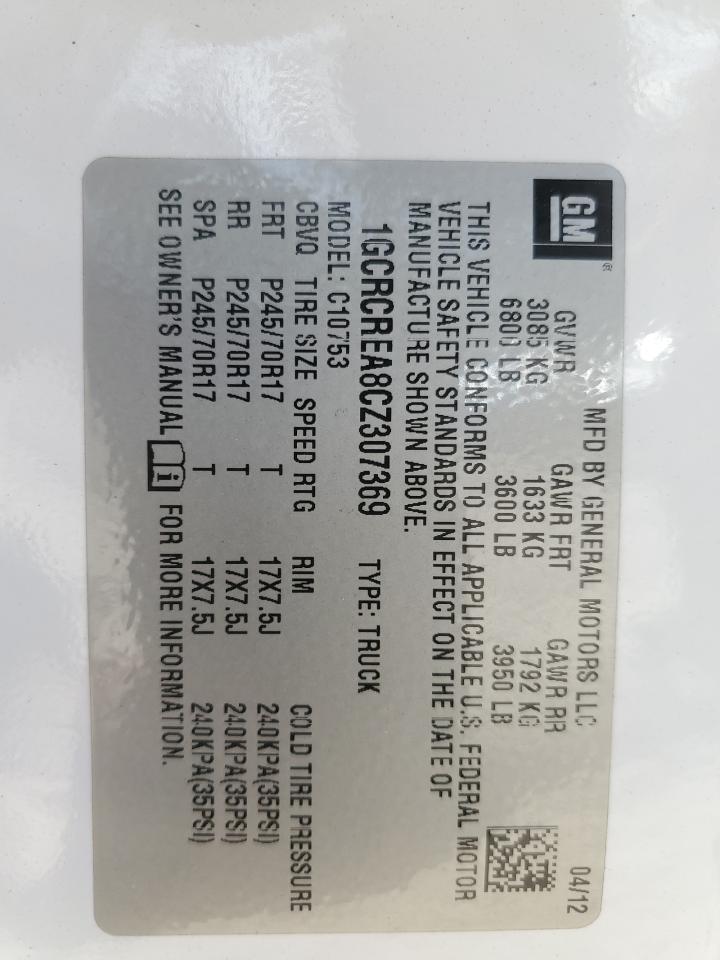 GM®
MFD BY GENERAL MOTORS LLC 04/12
GVWR GAWR FRT GAWR RR
3085 KG 1633 KG 1792 KG
6800 LB 3600 LB 3950 LB
THIS VEHICLE CONFORMS TO ALL APPLICABLE U.S. FEDERAL MOTOR
VEHICLE SAFETY STANDARDS IN EFFECT ON THE DATE OF
MANUFACTURE SHOWN ABOVE.
1GCRCREA8CZ307369 TYPE: TRUCK
MODEL: C10753
CBVQ TIRE SIZE SPEED RTG RIM COLD TIRE PRESSURE
FRT P245/70R17 T 17X7.5J 240KPA(35PSI)
RR P245/70R17 T 17X7.5J 240KPA(35PSI)
SPA P245/70R17 T 17X7.5J 240KPA(35PSI)
SEE OWNER'S MANUAL i FOR MORE INFORMATION.